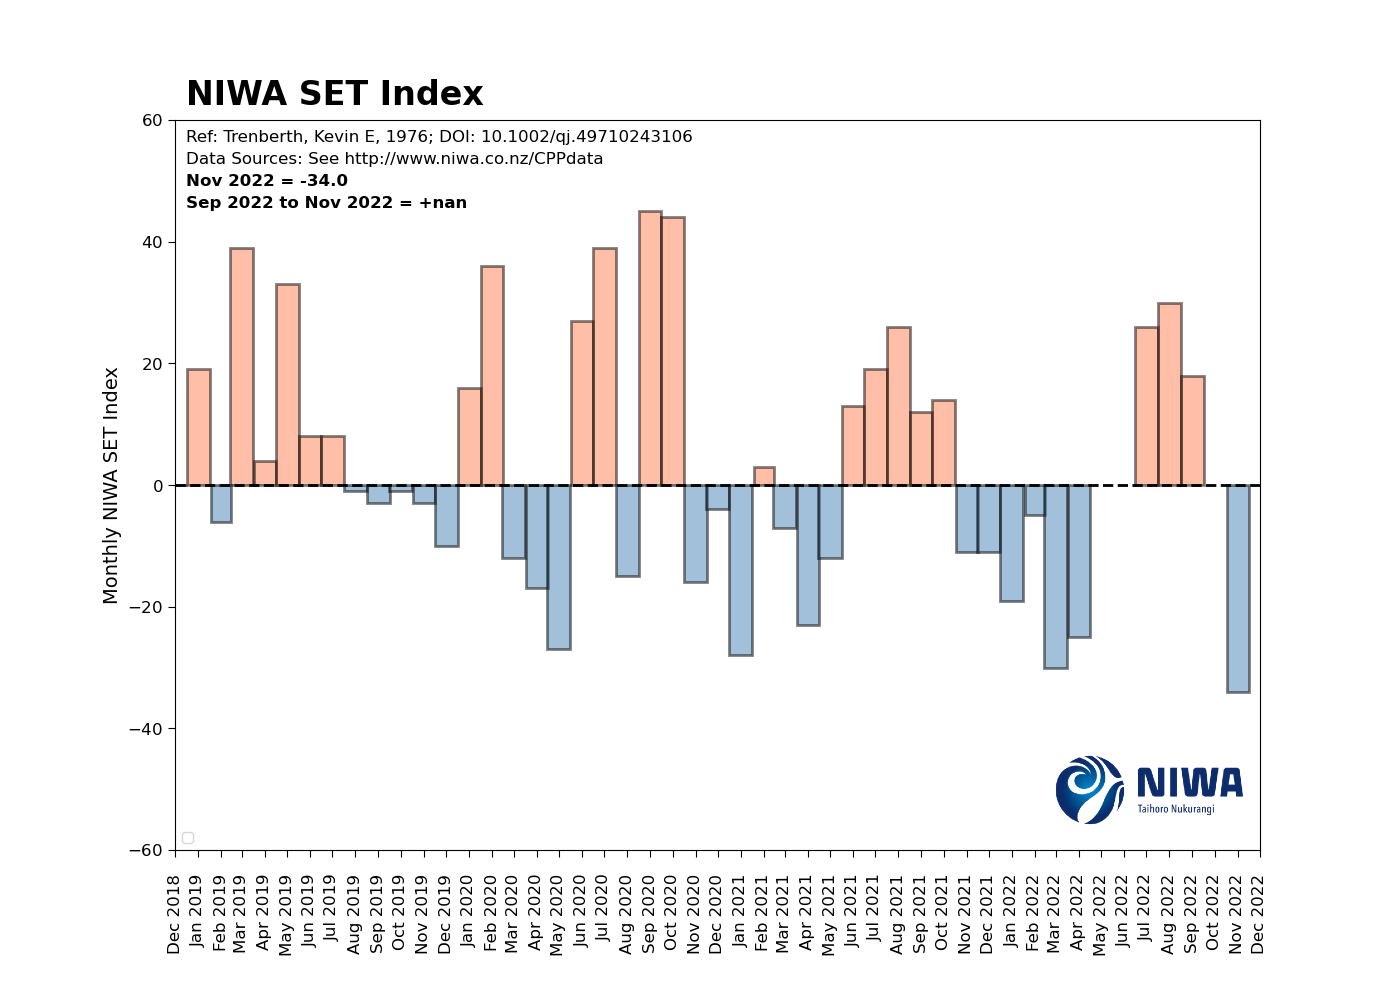 NIWA SET Index
Ref: Trenberth, Kevin E, 1976; DOI: 10.1002/qj.49710243106
Data Sources: See http://www.niwa.co.nz/CPPdata
Nov 2022 = -34.0
Sep 2022 to Nov 2022 = +nan
Monthly NIWA SET Index
60
40
20
0
−20
−40
−60
NIWA
Taihoro Nukurangi
Dec 2018
Jan 2019
Feb 2019
Mar 2019
Apr 2019
May 2019
Jun 2019
Jul 2019
Aug 2019
Sep 2019
Oct 2019
Nov 2019
Dec 2019
Jan 2020
Feb 2020
Mar 2020
Apr 2020
May 2020
Jun 2020
Jul 2020
Aug 2020
Sep 2020
Oct 2020
Nov 2020
Dec 2020
Jan 2021
Feb 2021
Mar 2021
Apr 2021
May 2021
Jun 2021
Jul 2021
Aug 2021
Sep 2021
Oct 2021
Nov 2021
Dec 2021
Jan 2022
Feb 2022
Mar 2022
Apr 2022
May 2022
Jun 2022
Jul 2022
Aug 2022
Sep 2022
Oct 2022
Nov 2022
Dec 2022